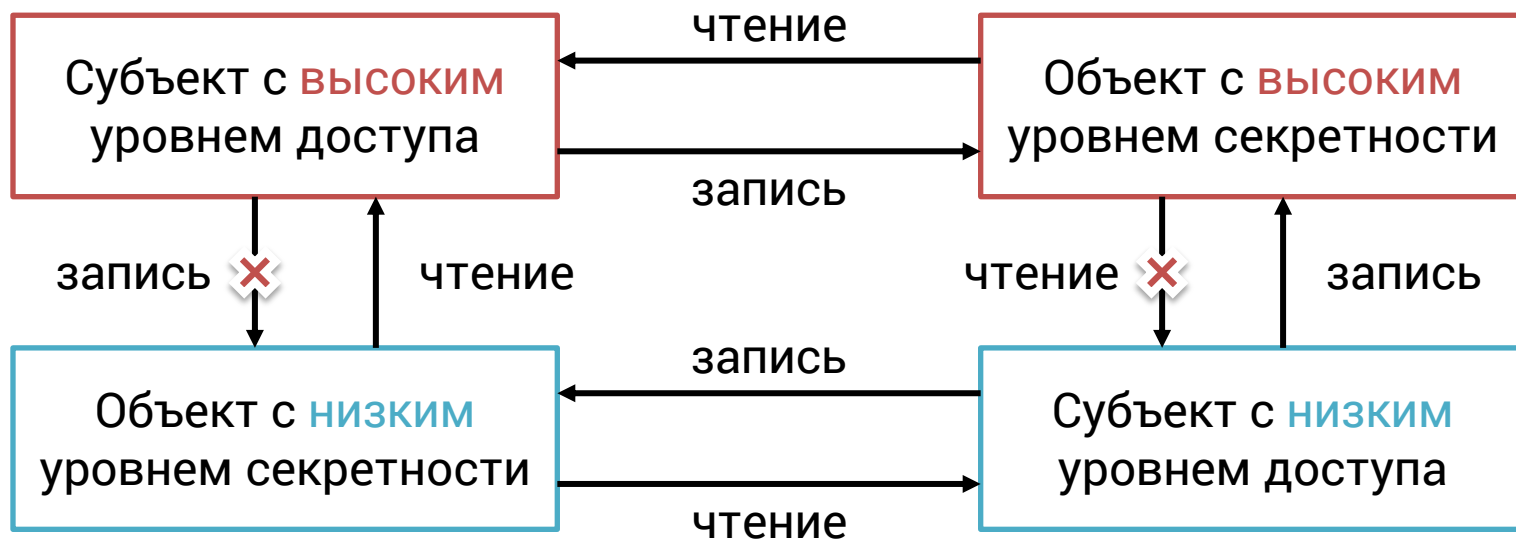 чтение
Субъект с высоким
уровнем доступа
Объект с высоким
уровнем секретности
запись
запись
чтение
чтение
запись
запись
Объект с низким
уровнем секретности
Субъект с низким
уровнем доступа
чтение